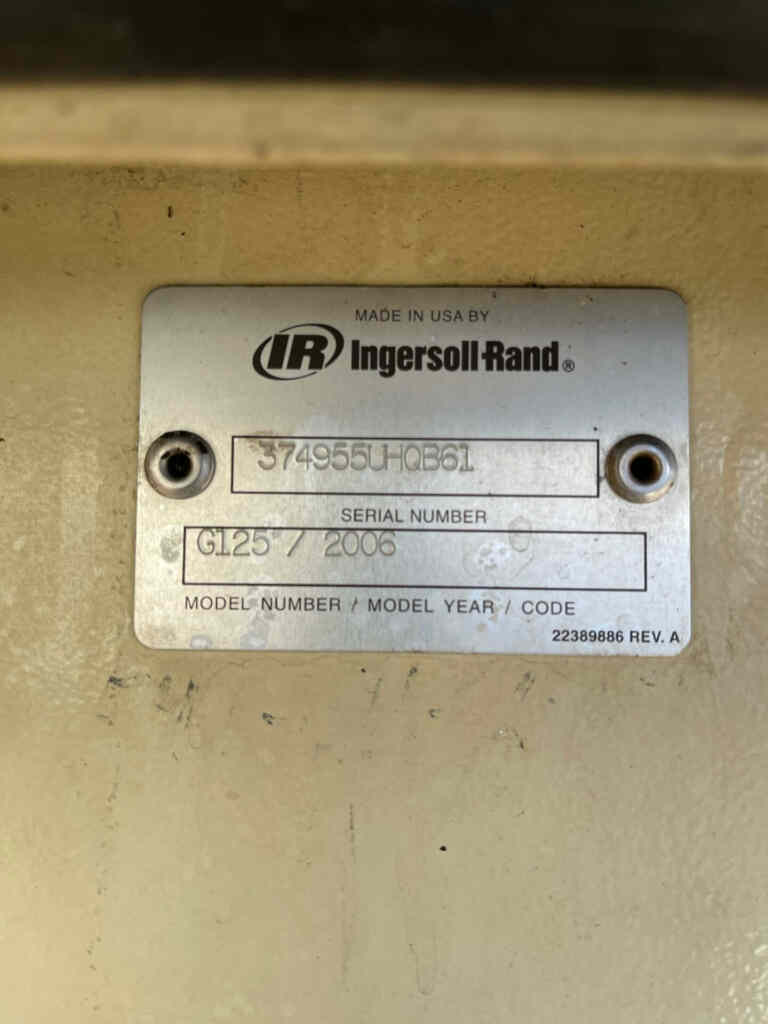 MADE IN USA BY
IR Ingersoll-Rand®
374955UHQB61
SERIAL NUMBER
G125 / 2006
MODEL NUMBER / MODEL YEAR / CODE
22389886 REV. A